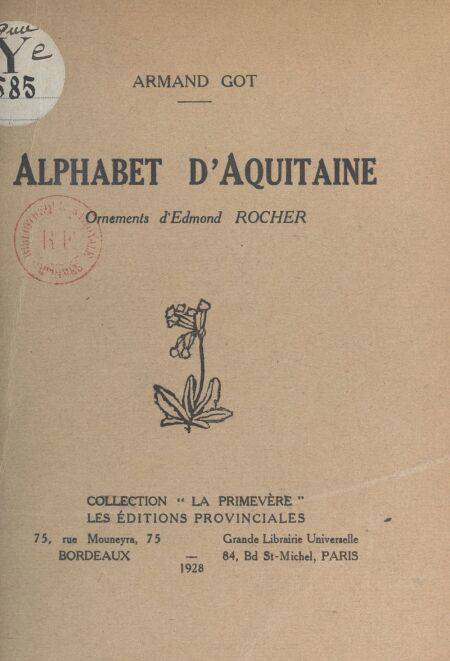 Ye
585
ARMAND GOT
ALPHABET D'AQUITAINE
Ornements d'Edmond ROCHER
R F
COLLECTION " LA PRIMEVÈRE "
LES ÉDITIONS PROVINCIALES
75, rue Mouneyra, 75
BORDEAUX
Grande Librairie Universelle
84, Bd St-Michel, PARIS
1928